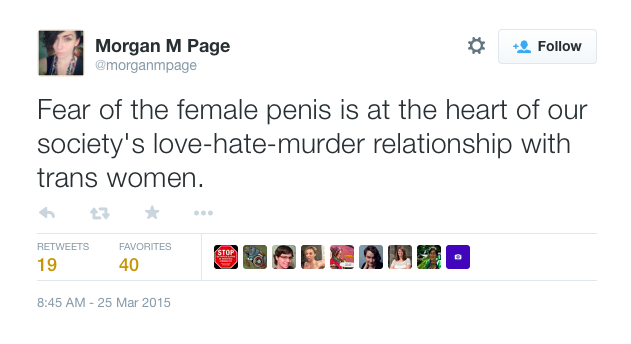 Morgan M Page
@morganmpage
Follow
Fear of the female penis is at the heart of our
society's love-hate-murder relationship with
trans women.
RETWEETS
FAVORITES
19
40
STOP
8:45 AM - 25 Mar 2015